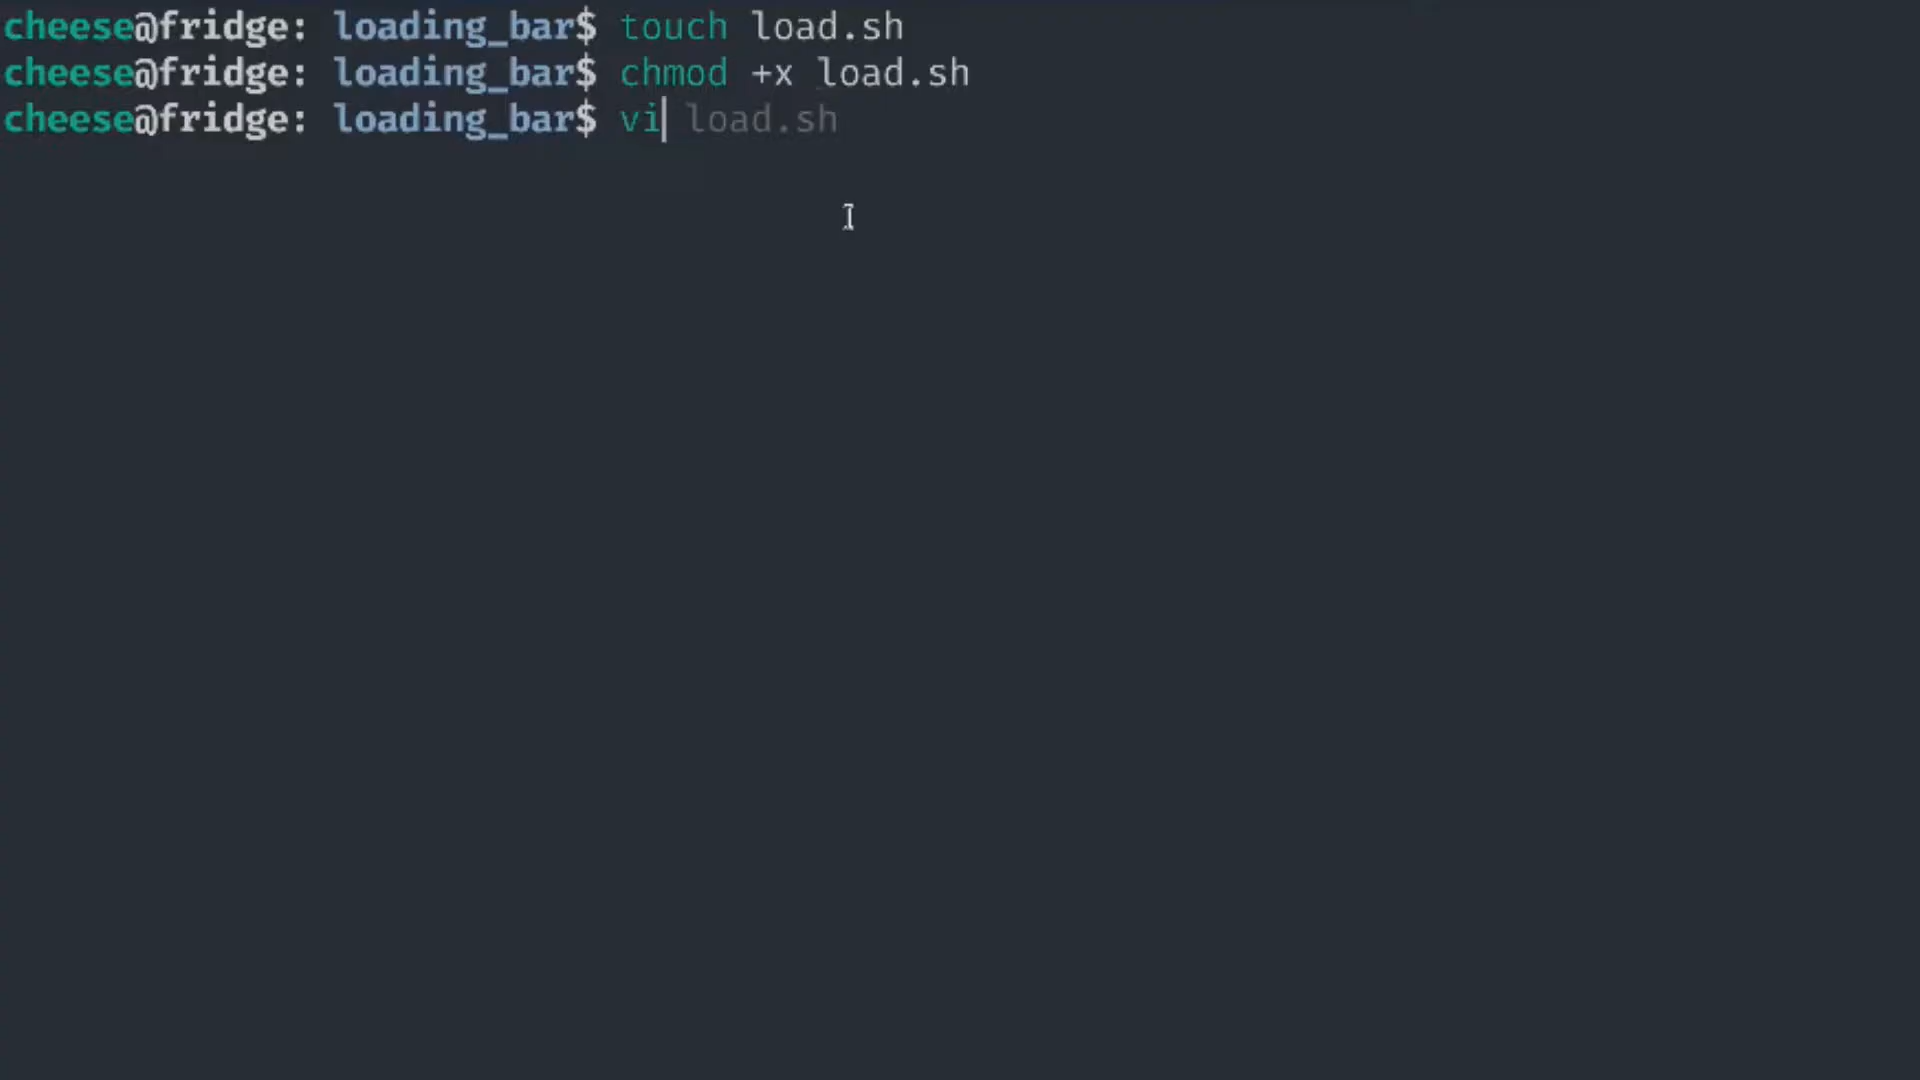 cheese@fridge: loading_bar$ touch load.sh
cheese@fridge: loading_bar$ chmod +x load.sh
cheese@fridge: loading_bar$ vi load.sh